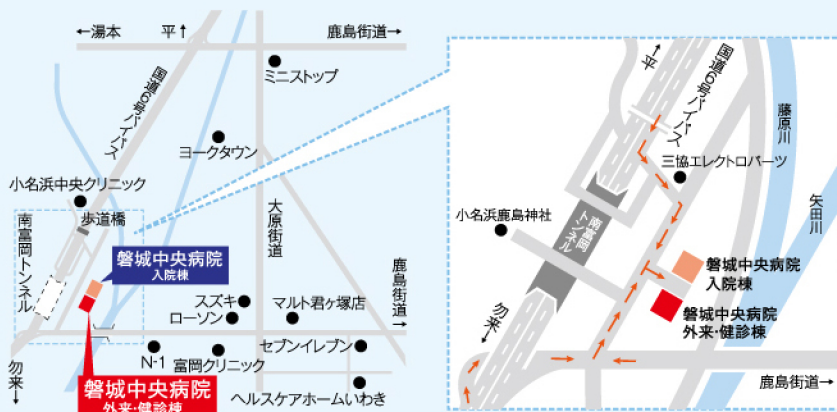 ←湯本
平↑
鹿島街道→
ミニストップ
国道6号バイパス
ヨークタウン
小名浜中央クリニック
歩道橋
南富岡トンネル
大原街道
磐城中央病院
入院棟
鹿島街道→
スズキ
ローソン
マルト君ヶ塚店
N-1
富岡クリニック
セブンイレブン
勿来↓
磐城中央病院
外来・健診棟
ヘルスケアホームいわき
↑平
国道6号バイパス
藤原川
三協エレクトロパーツ
矢田川
小名浜鹿島神社
南富岡
トンネル
磐城中央病院
入院棟
磐城中央病院
外来・健診棟
勿来↓
鹿島街道→